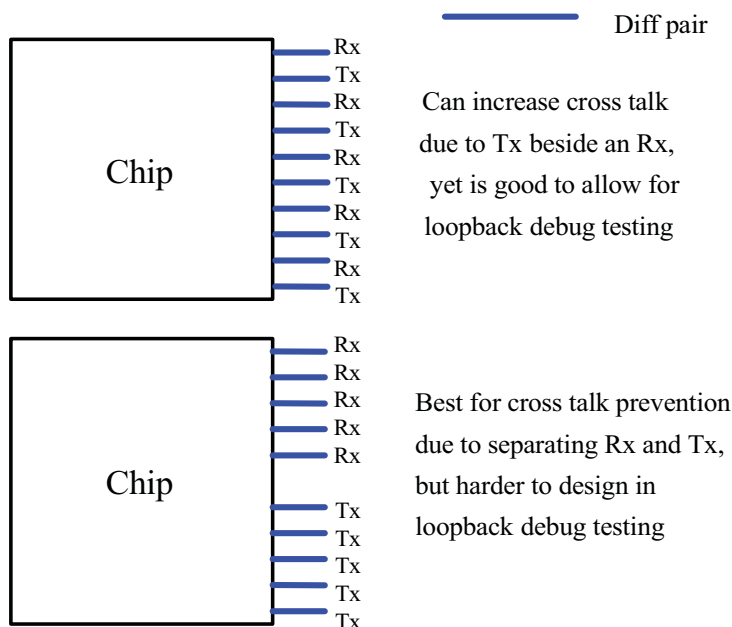 Diff pair
Rx
Tx
Rx
Tx
Rx
Tx
Rx
Tx
Rx
Tx
Chip
Can increase cross talk
due to Tx beside an Rx,
yet is good to allow for
loopback debug testing
Rx
Rx
Rx
Rx
Rx
Tx
Tx
Tx
Tx
Tx
Chip
Best for cross talk prevention
due to separating Rx and Tx,
but harder to design in
loopback debug testing